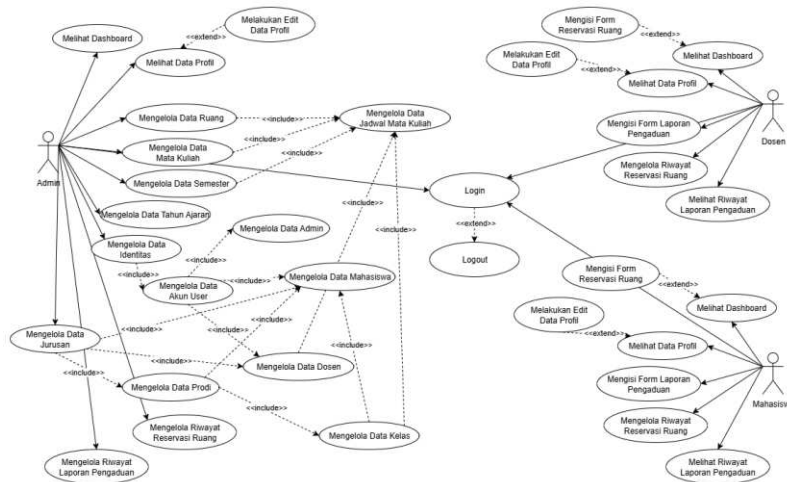 Melihat Dashboard
Melakukan Edit
Data Profil
<<extend>>
Melihat Data Profil
Mengelola Data Ruang
<<include>>
Mengelola Data
Jadwal Mata Kuliah
Mengelola Data
Mata Kuliah
<<include>>
Admin
Mengelola Data Semester
<<include>>
Mengelola Data Tahun Ajaran
Mengelola Data
Identitas
<<include>>
Mengelola Data Admin
<<include>>
Mengelola Data
Akun User
<<include>>
Mengelola Data Mahasiswa
<<include>>
<<include>>
<<include>>
Mengelola Data
Jurusan
<<include>>
<<include>>
<<include>>
<<include>>
Mengelola Data Dosen
<<include>>
Mengelola Data Prodi
<<include>>
<<include>>
Mengelola Data Kelas
Mengelola Riwayat
Reservasi Ruang
Mengelola Riwayat
Laporan Pengaduan
Login
<<extend>>
Logout
Mengisi Form
Reservasi Ruang
<<extend>>
Melihat Dashboard
Melakukan Edit
Data Profil
<<extend>>
Melihat Data Profil
Mengisi Form Laporan
Pengaduan
Dosen
Mengelola Riwayat
Reservasi Ruang
Melihat Riwayat
Laporan Pengaduan
Mengisi Form
Reservasi Ruang
<<extend>>
Melihat Dashboard
Melakukan Edit
Data Profil
<<extend>>
Melihat Data Profil
Mengisi Form Laporan
Pengaduan
Mahasisw
Mengelola Riwayat
Reservasi Ruang
Melihat Riwayat
Laporan Pengaduan